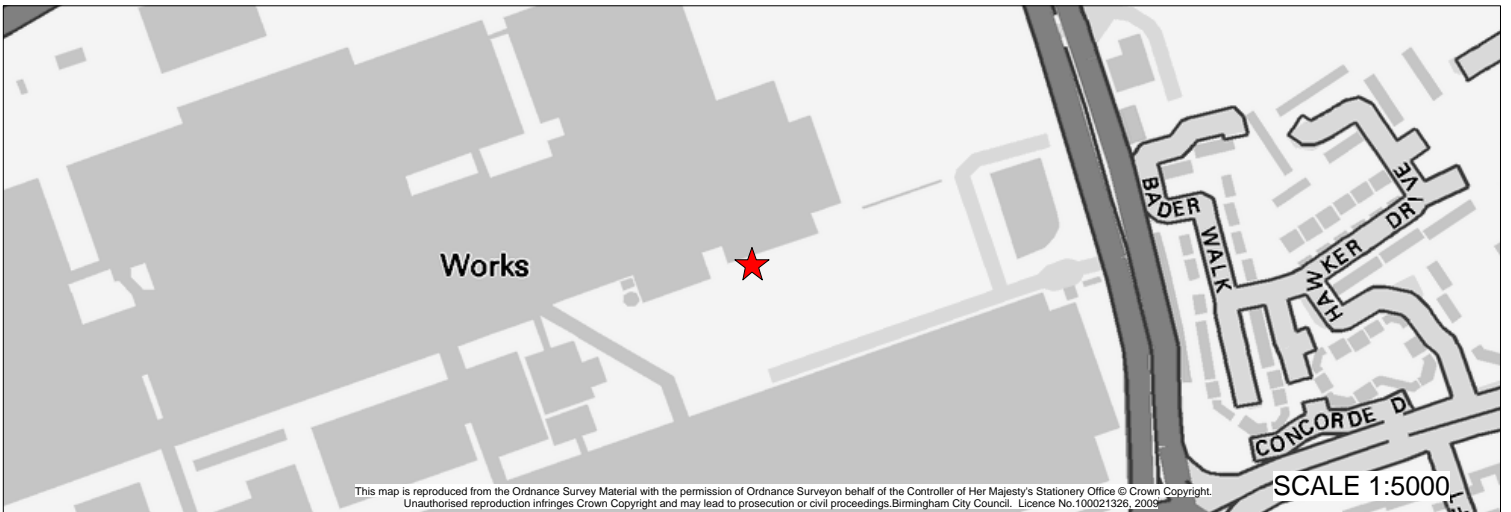 BADER
WALK
HAWKER DRIVE
Works
CONCORDE D
SCALE 1:5000
This map is reproduced from the Ordnance Survey Material with the permission of Ordnance Surveyon behalf of the Controller of Her Majesty's Stationery Office © Crown Copyright.
Unauthorised reproduction infringes Crown Copyright and may lead to prosecution or civil proceedings.Birmingham City Council. Licence No.100021326, 2009